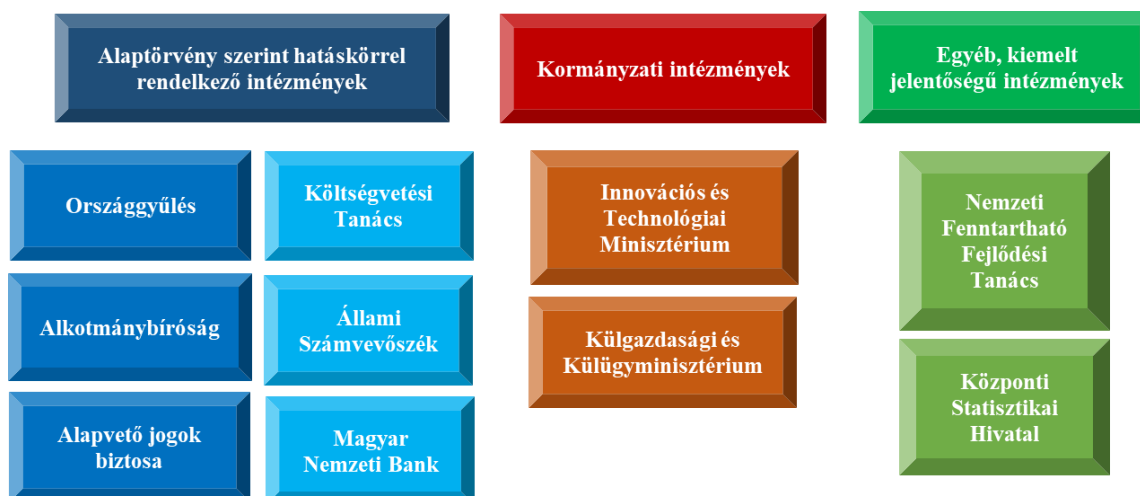 Alaptörvény szerint hatáskörrel
rendelkező intézmények
Kormányzati intézmények
Egyéb, kiemelt
jelentőségű intézmények
Országgyűlés
Költségvetési
Tanács
Innovációs és
Technológiai
Minisztérium
Nemzeti
Fenntartható
Fejlődési
Tanács
Alkotmánybíróság
Állami
Számvevőszék
Külgazdasági és
Külügyminisztérium
Alapvető jogok
biztosa
Magyar
Nemzeti Bank
Központi
Statisztikai
Hivatal